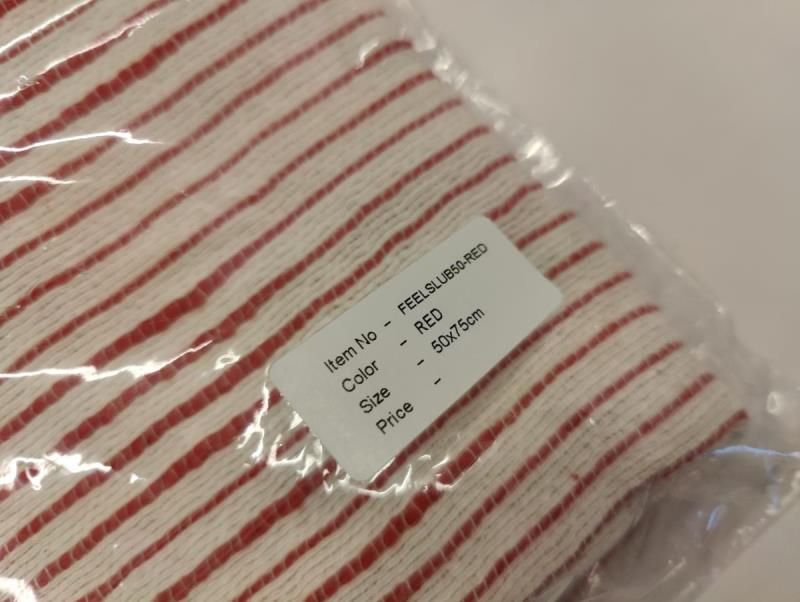 Item No - FEELSLUB50-RED
Color - RED
Size - 50x75cm
Price -